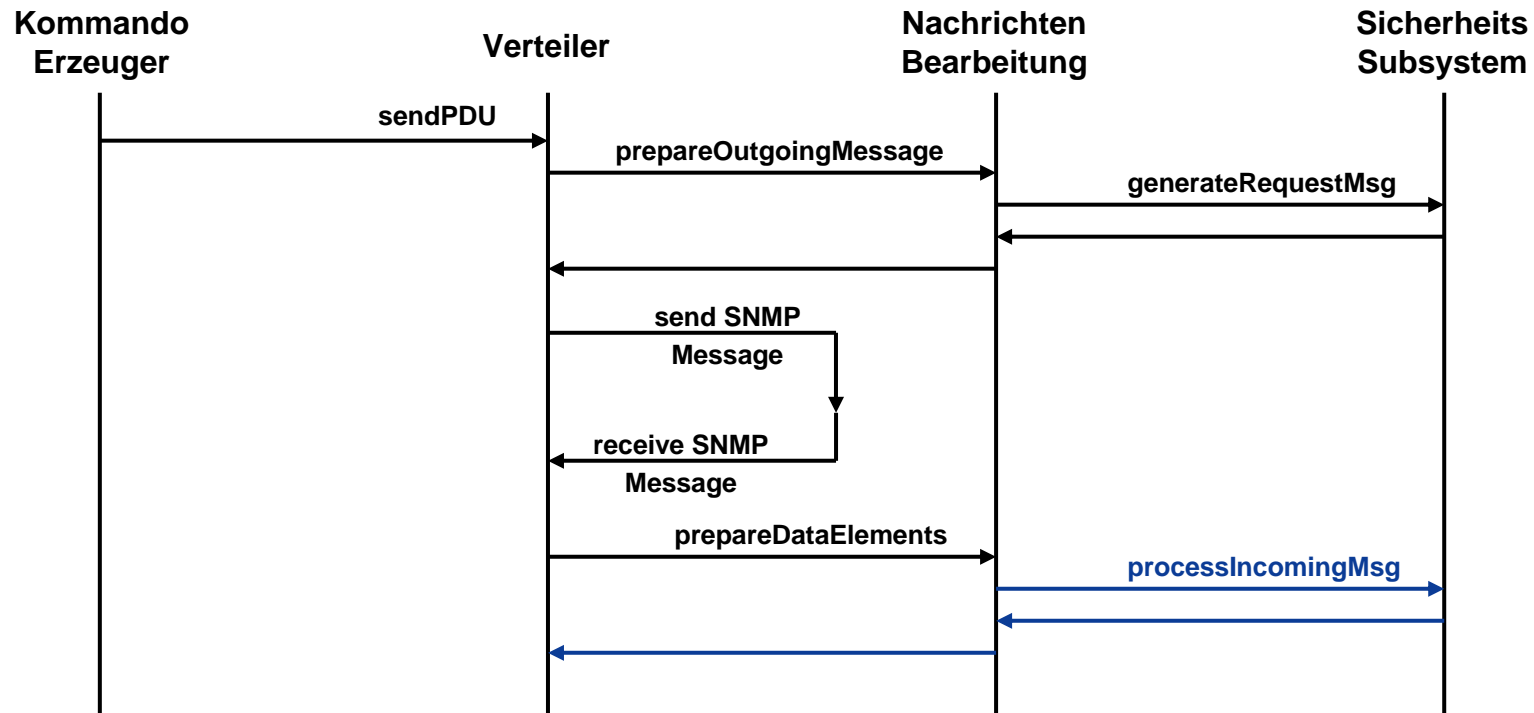 Kommando
Erzeuger
Verteiler
Nachrichten
Bearbeitung
Sicherheits
Subsystem
sendPDU
prepareOutgoingMessage
generateRequestMsg
send SNMP
Message
receive SNMP
Message
prepareDataElements
processIncomingMsg